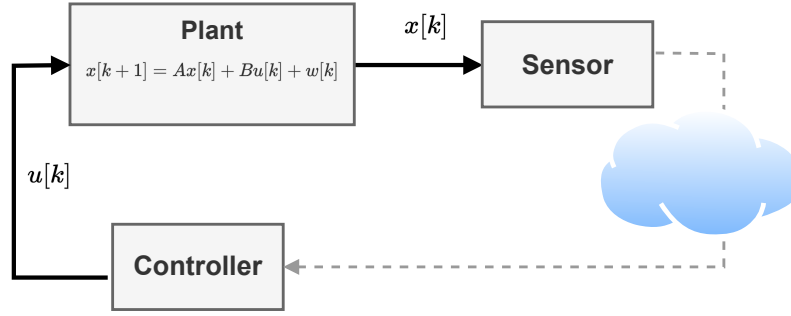 Plant
x[k + 1] = Ax[k] + Bu[k] + w[k]
x[k]
Sensor
u[k]
Controller